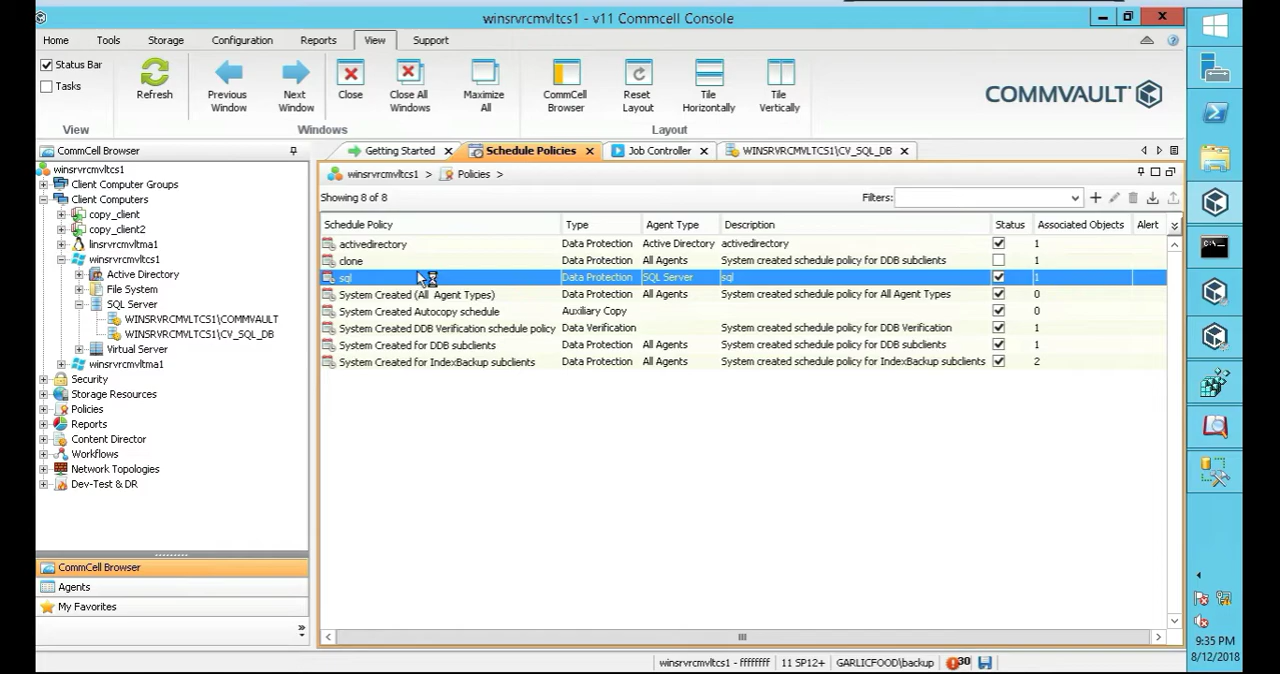 winsrvrcmvltcs1 - v11 Commcell Console
Home Tools Storage Configuration Reports View Support
Status Bar
Tasks
Refresh
Previous Window
Next Window
Close
Close All Windows
Maximize All
CommCell Browser
Reset Layout
Tile Horizontally
Tile Vertically
COMMVAULT
View Windows Layout
CommCell Browser
winsrvrcmvltcs1
Client Computer Groups
Client Computers
copy_client
copy_client2
linsrvrcmvltma1
winsrvrcmvltcs1
Active Directory
File System
SQL Server
WINSRVRCMVLTCS1\COMMVAULT
WINSRVRCMVLTCS1\CV_SQL_DB
Virtual Server
winsrvrcmvltma1
Security
Storage Resources
Policies
Reports
Content Director
Workflows
Network Topologies
Dev-Test & DR
CommCell Browser
Agents
My Favorites
Getting Started Schedule Policies Job Controller WINSRVRCMVLTCS1\CV_SQL_DB
winsrvrcmvltcs1 > Policies >
Showing 8 of 8 Filters:
Schedule Policy Type Agent Type Description Status Associated Objects Alert
activedirectory Data Protection Active Directory activedirectory 1
clone Data Protection All Agents System created schedule policy for DDB subclients 1
sql Data Protection SQL Server sql 1
System Created (All Agent Types) Data Protection All Agents System created schedule policy for All Agent Types 0
System Created Autocopy schedule Auxiliary Copy 0
System Created DDB Verification schedule policy Data Verification System created schedule policy for DDB Verification 1
System Created for DDB subclients Data Protection All Agents System created schedule policy for DDB subclients 1
System Created for IndexBackup subclients Data Protection All Agents System created schedule policy for IndexBackup subclients 2
winsrvrcmvltcs1 - ffffffff 11 SP12+ GARLICFOOD\backup 30
9:35 PM
8/12/2018